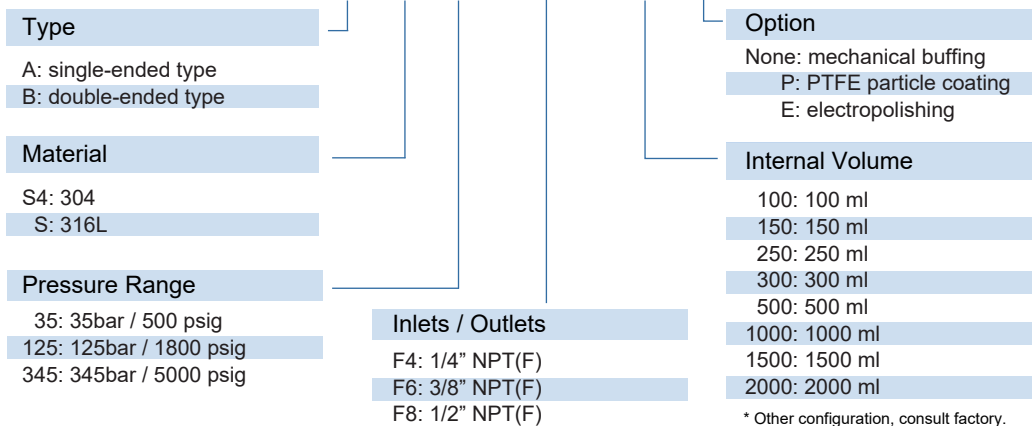 Type
A: single-ended type
B: double-ended type
Material
S4: 304
S: 316L
Pressure Range
35: 35bar / 500 psig
125: 125bar / 1800 psig
345: 345bar / 5000 psig
Inlets / Outlets
F4: 1/4” NPT(F)
F6: 3/8” NPT(F)
F8: 1/2” NPT(F)
Option
None: mechanical buffing
P: PTFE particle coating
E: electropolishing
Internal Volume
100: 100 ml
150: 150 ml
250: 250 ml
300: 300 ml
500: 500 ml
1000: 1000 ml
1500: 1500 ml
2000: 2000 ml
* Other configuration, consult factory.